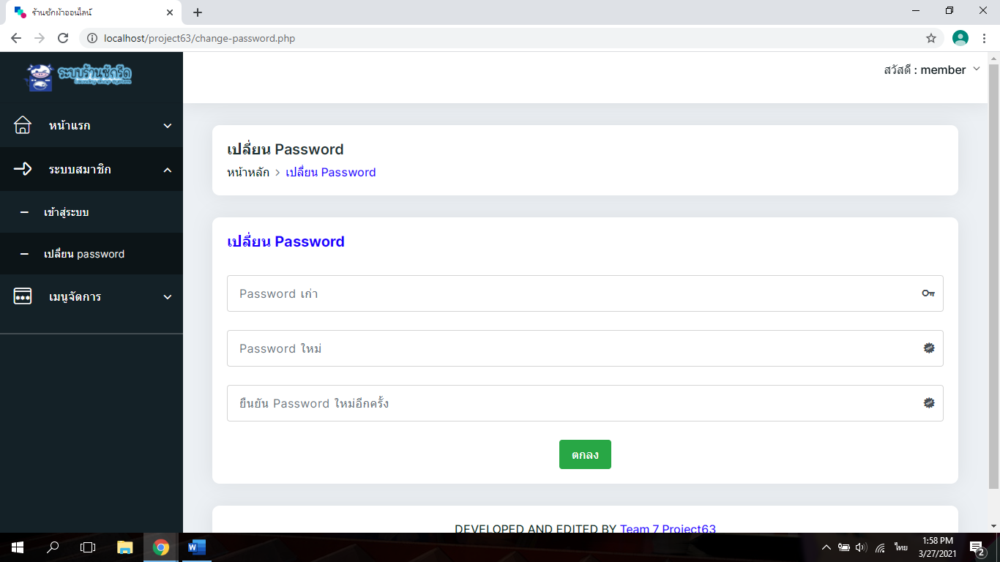 ร้านซักผ้าออนไลน์
localhost/project63/change-password.php
ระบบร้านซักรีด
สวัสดี : member
หน้าแรก
ระบบสมาชิก
เข้าสู่ระบบ
เปลี่ยน password
เมนูจัดการ
เปลี่ยน Password
หน้าหลัก > เปลี่ยน Password
เปลี่ยน Password
Password เก่า
Password ใหม่
ยืนยัน Password ใหม่อีกครั้ง
ตกลง
DEVELOPED AND EDITED BY Team 7 Project63
ไทย
1:58 PM
3/27/2021
2